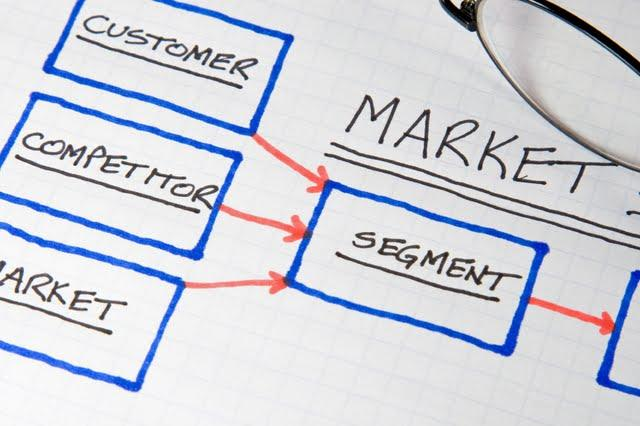 CUSTOMER
COMPETITOR
MARKET
MARKET
SEGMENT